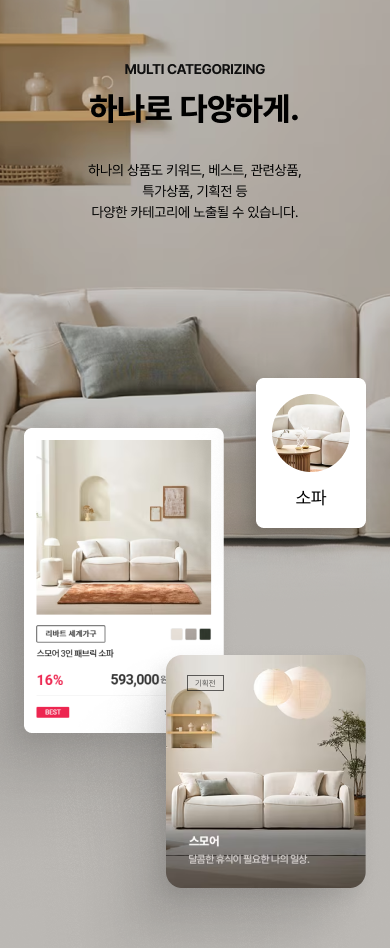 MULTI CATEGORIZING
하나로 다양하게.
하나의 상품도 키워드, 베스트, 관련상품,
특가상품, 기획전 등
다양한 카테고리에 노출될 수 있습니다.
소파
리바트 세계가구
스모어 3인 패브릭 소파
16% 593,000
BEST
기획전
스모어
달콤한 휴식이 필요한 나의 일상.